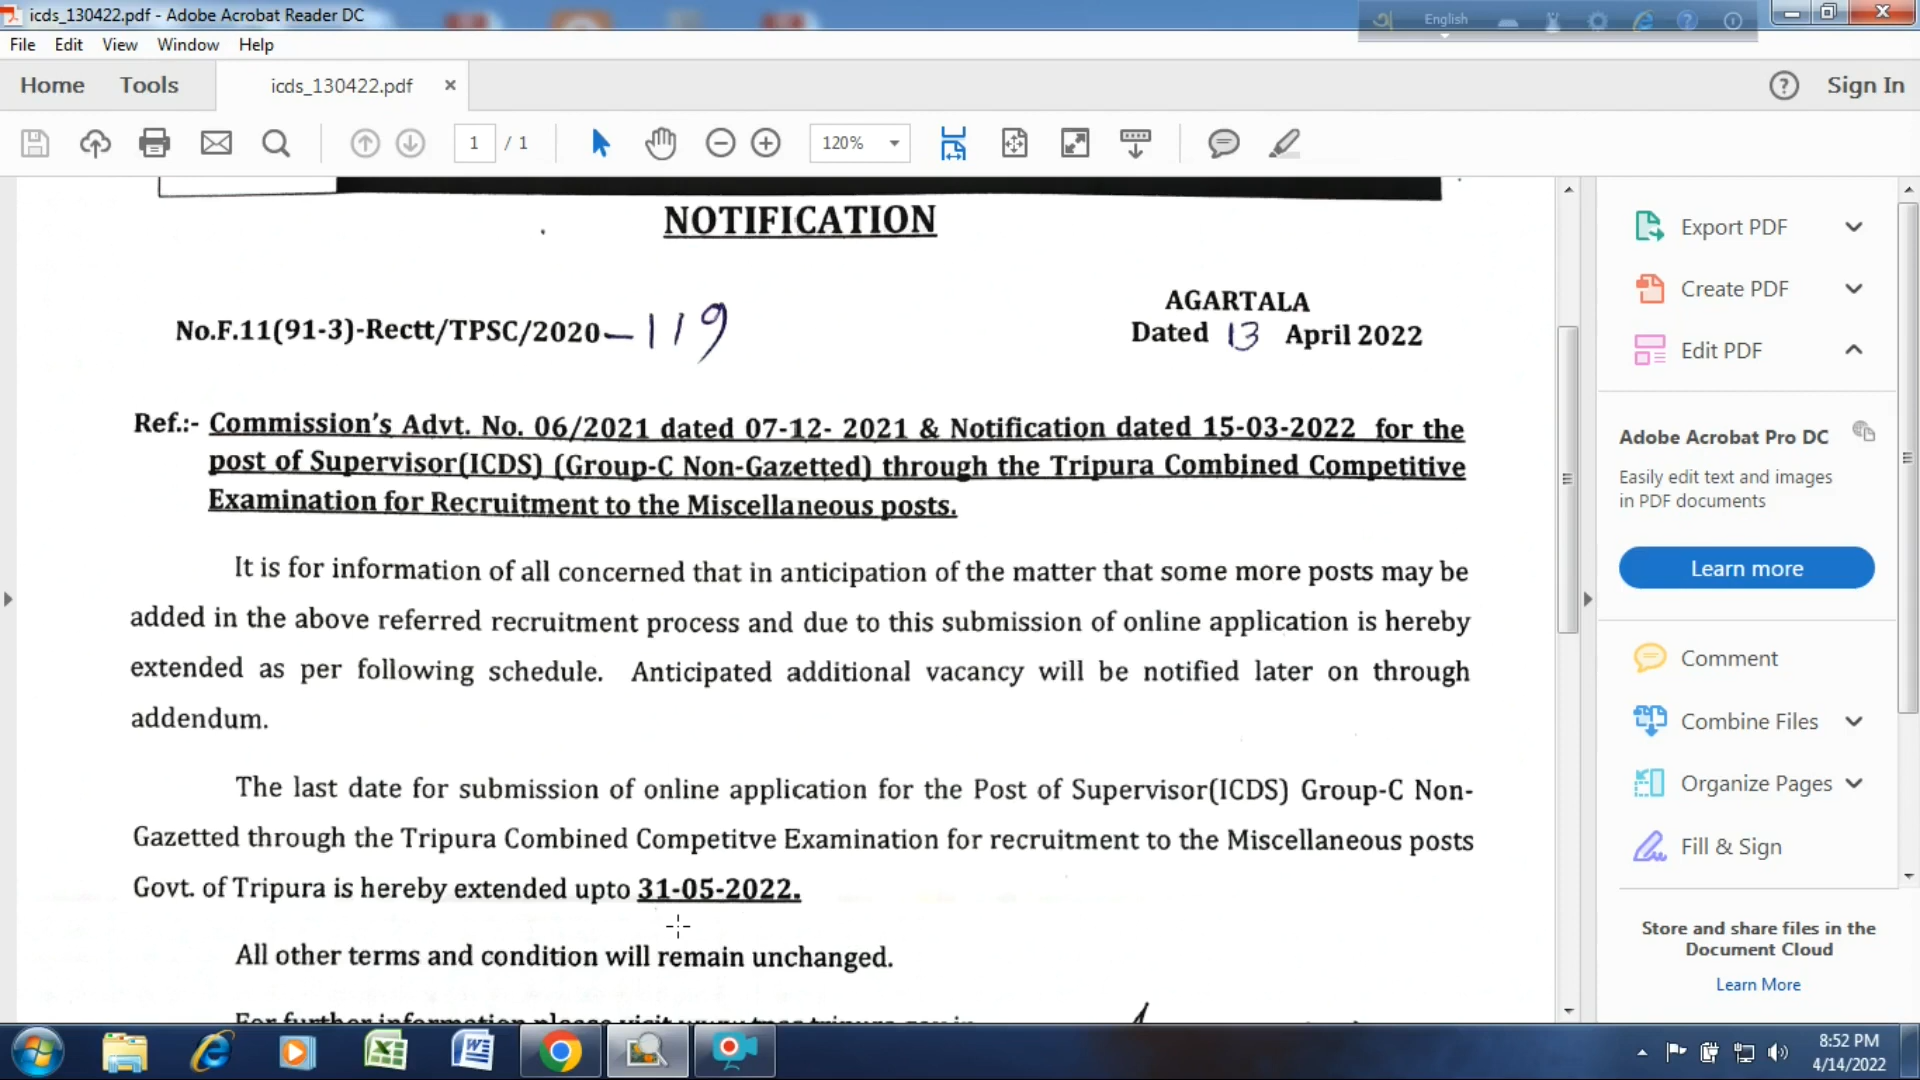 icds_130422.pdf - Adobe Acrobat Reader DC
English
File Edit View Window Help
Home Tools icds_130422.pdf Sign In
1 / 1 120%
NOTIFICATION
AGARTALA
No.F.11(91-3)-Rectt/TPSC/2020-119
Dated 13 April 2022
Ref.:- Commission's Advt. No. 06/2021 dated 07-12- 2021 & Notification dated 15-03-2022 for the
post of Supervisor(ICDS) (Group-C Non-Gazetted) through the Tripura Combined Competitive
Examination for Recruitment to the Miscellaneous posts.
It is for information of all concerned that in anticipation of the matter that some more posts may be
added in the above referred recruitment process and due to this submission of online application is hereby
extended as per following schedule. Anticipated additional vacancy will be notified later on through
addendum.
The last date for submission of online application for the Post of Supervisor(ICDS) Group-C Non-
Gazetted through the Tripura Combined Competitve Examination for recruitment to the Miscellaneous posts
Govt. of Tripura is hereby extended upto 31-05-2022.
All other terms and condition will remain unchanged.
For further information please visit www.tpsc.tripura.gov.in
Export PDF
Create PDF
Edit PDF
Adobe Acrobat Pro DC
Easily edit text and images
in PDF documents
Learn more
Comment
Combine Files
Organize Pages
Fill & Sign
Store and share files in the
Document Cloud
Learn More
8:52 PM
4/14/2022